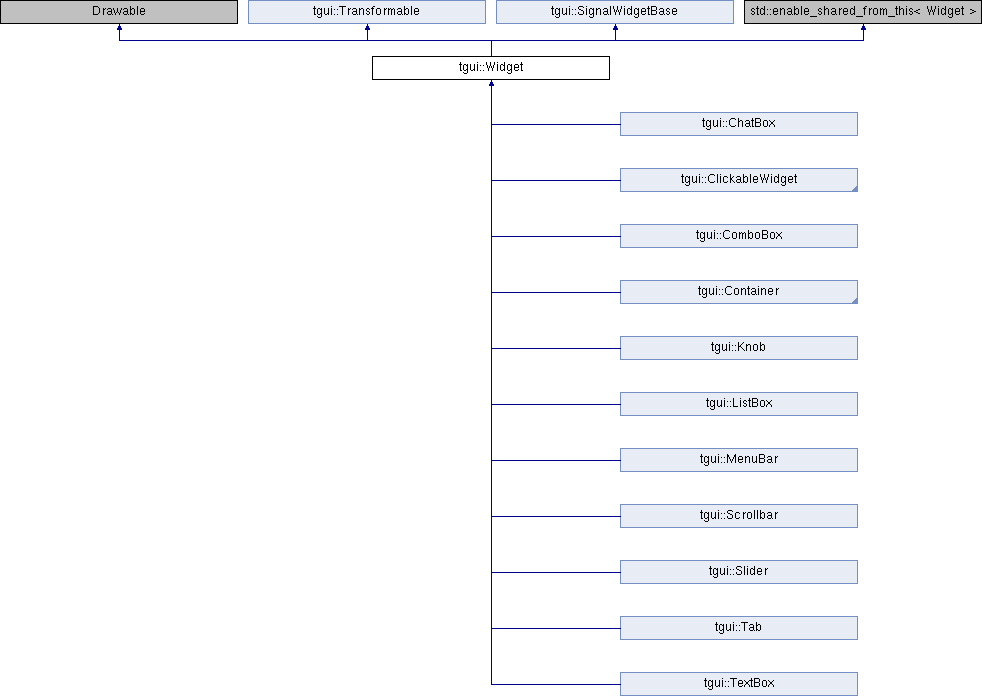 Drawable
tgui::Transformable
tgui::SignalWidgetBase
std::enable_shared_from_this< Widget >
tgui::Widget
tgui::ChatBox
tgui::ClickableWidget
tgui::ComboBox
tgui::Container
tgui::Knob
tgui::ListBox
tgui::MenuBar
tgui::Scrollbar
tgui::Slider
tgui::Tab
tgui::TextBox